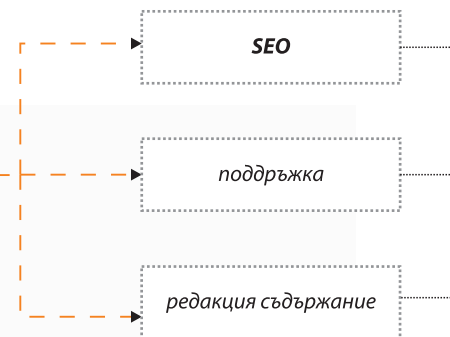 SEO
поддръжка
редакция съдържание